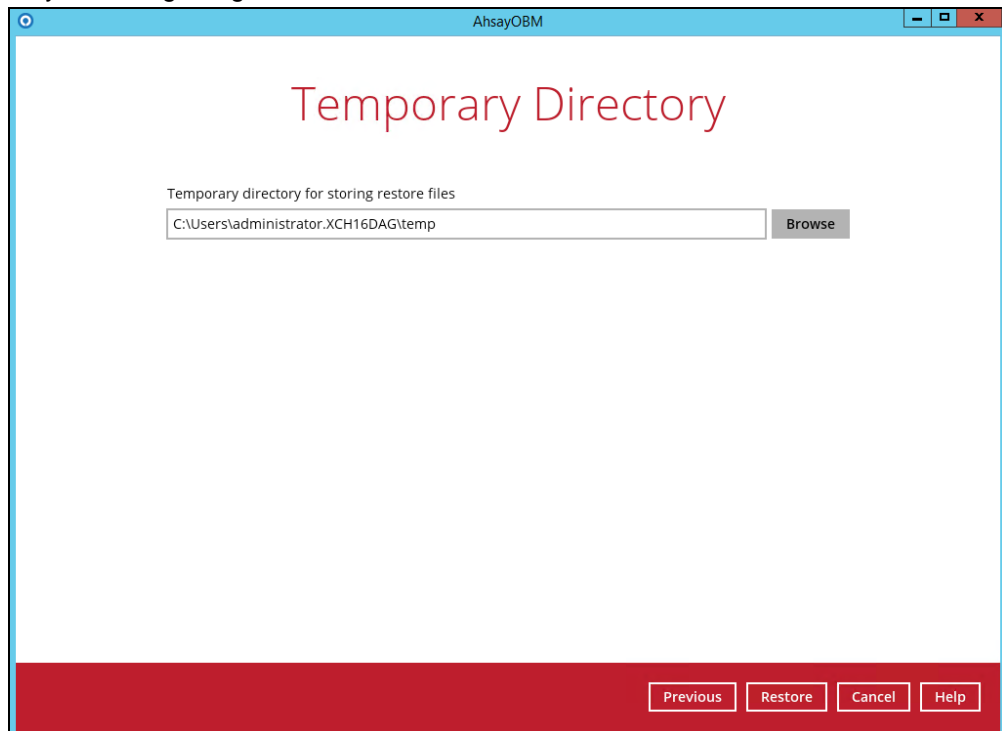 AhsayOBM
Temporary Directory
Temporary directory for storing restore files
C:\Users\administrator.XCH16DAG\temp
Browse
Previous Restore Cancel Help